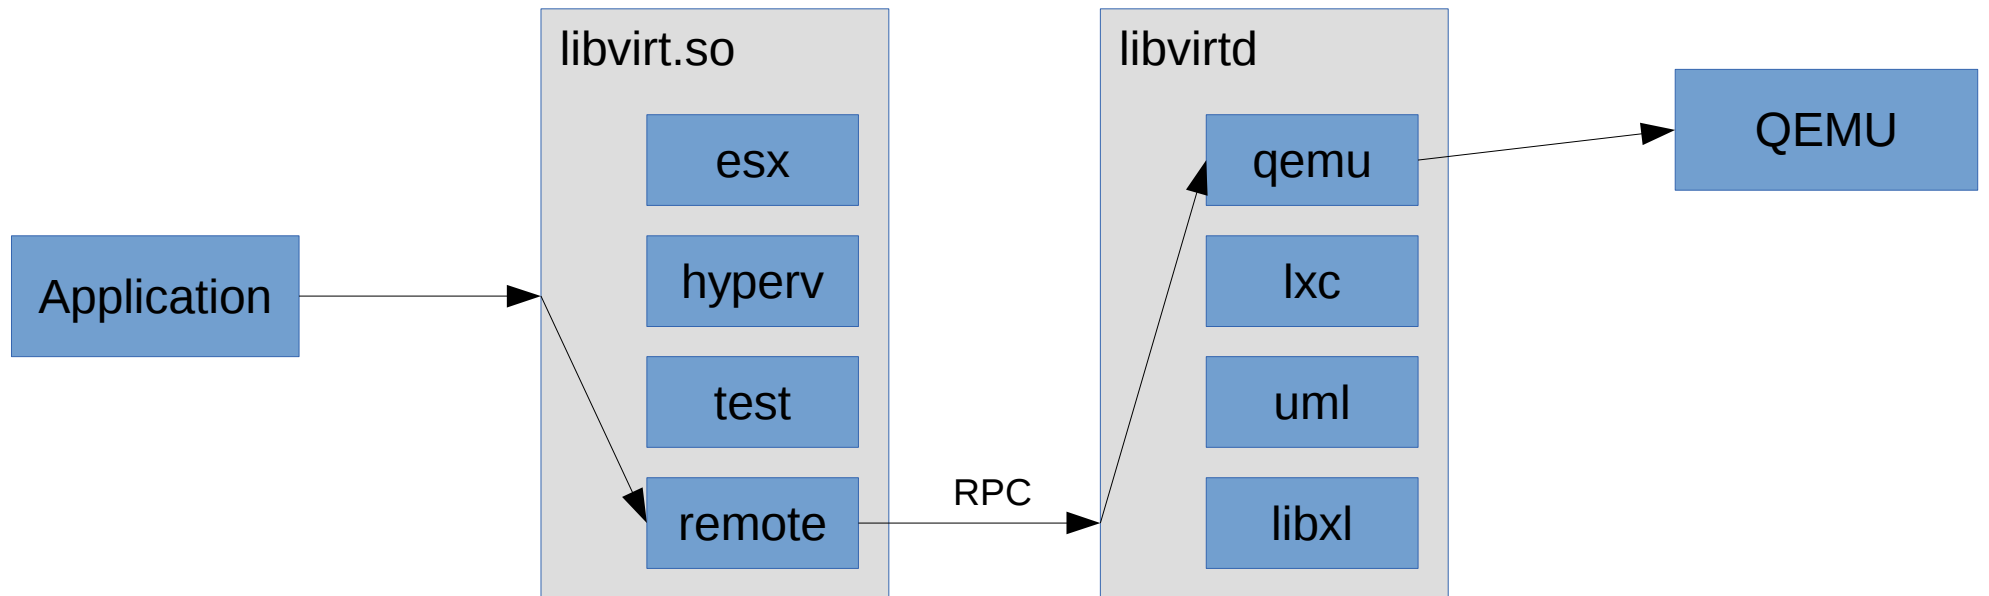 libvirt.so
libvirtd
esx
qemu
QEMU
Application
hyperv
lxc
test
uml
RPC
remote
libxl